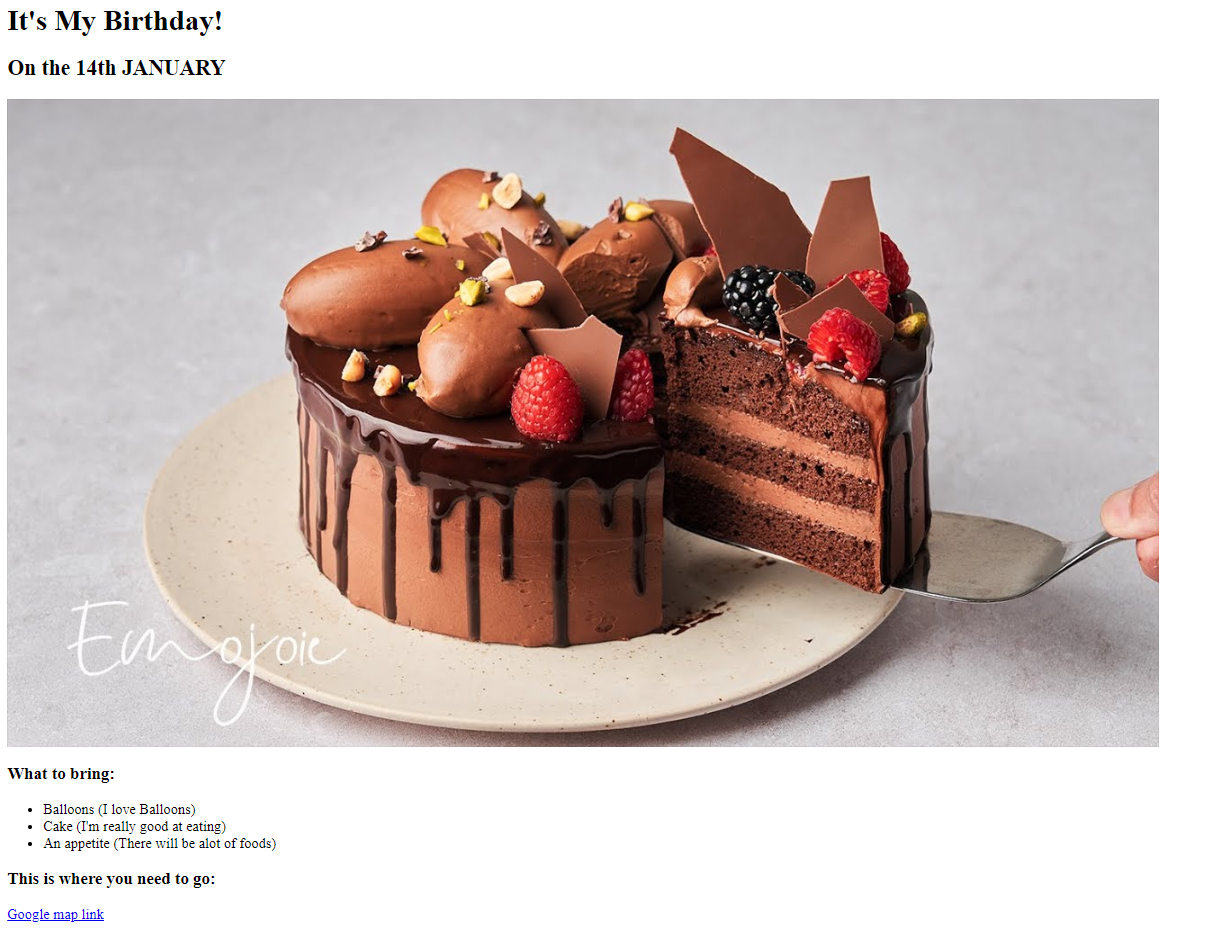 It's My Birthday!
On the 14th JANUARY
Emojoie
What to bring:
Balloons (I love Balloons)
Cake (I'm really good at eating)
An appetite (There will be alot of foods)
This is where you need to go:
Google map link